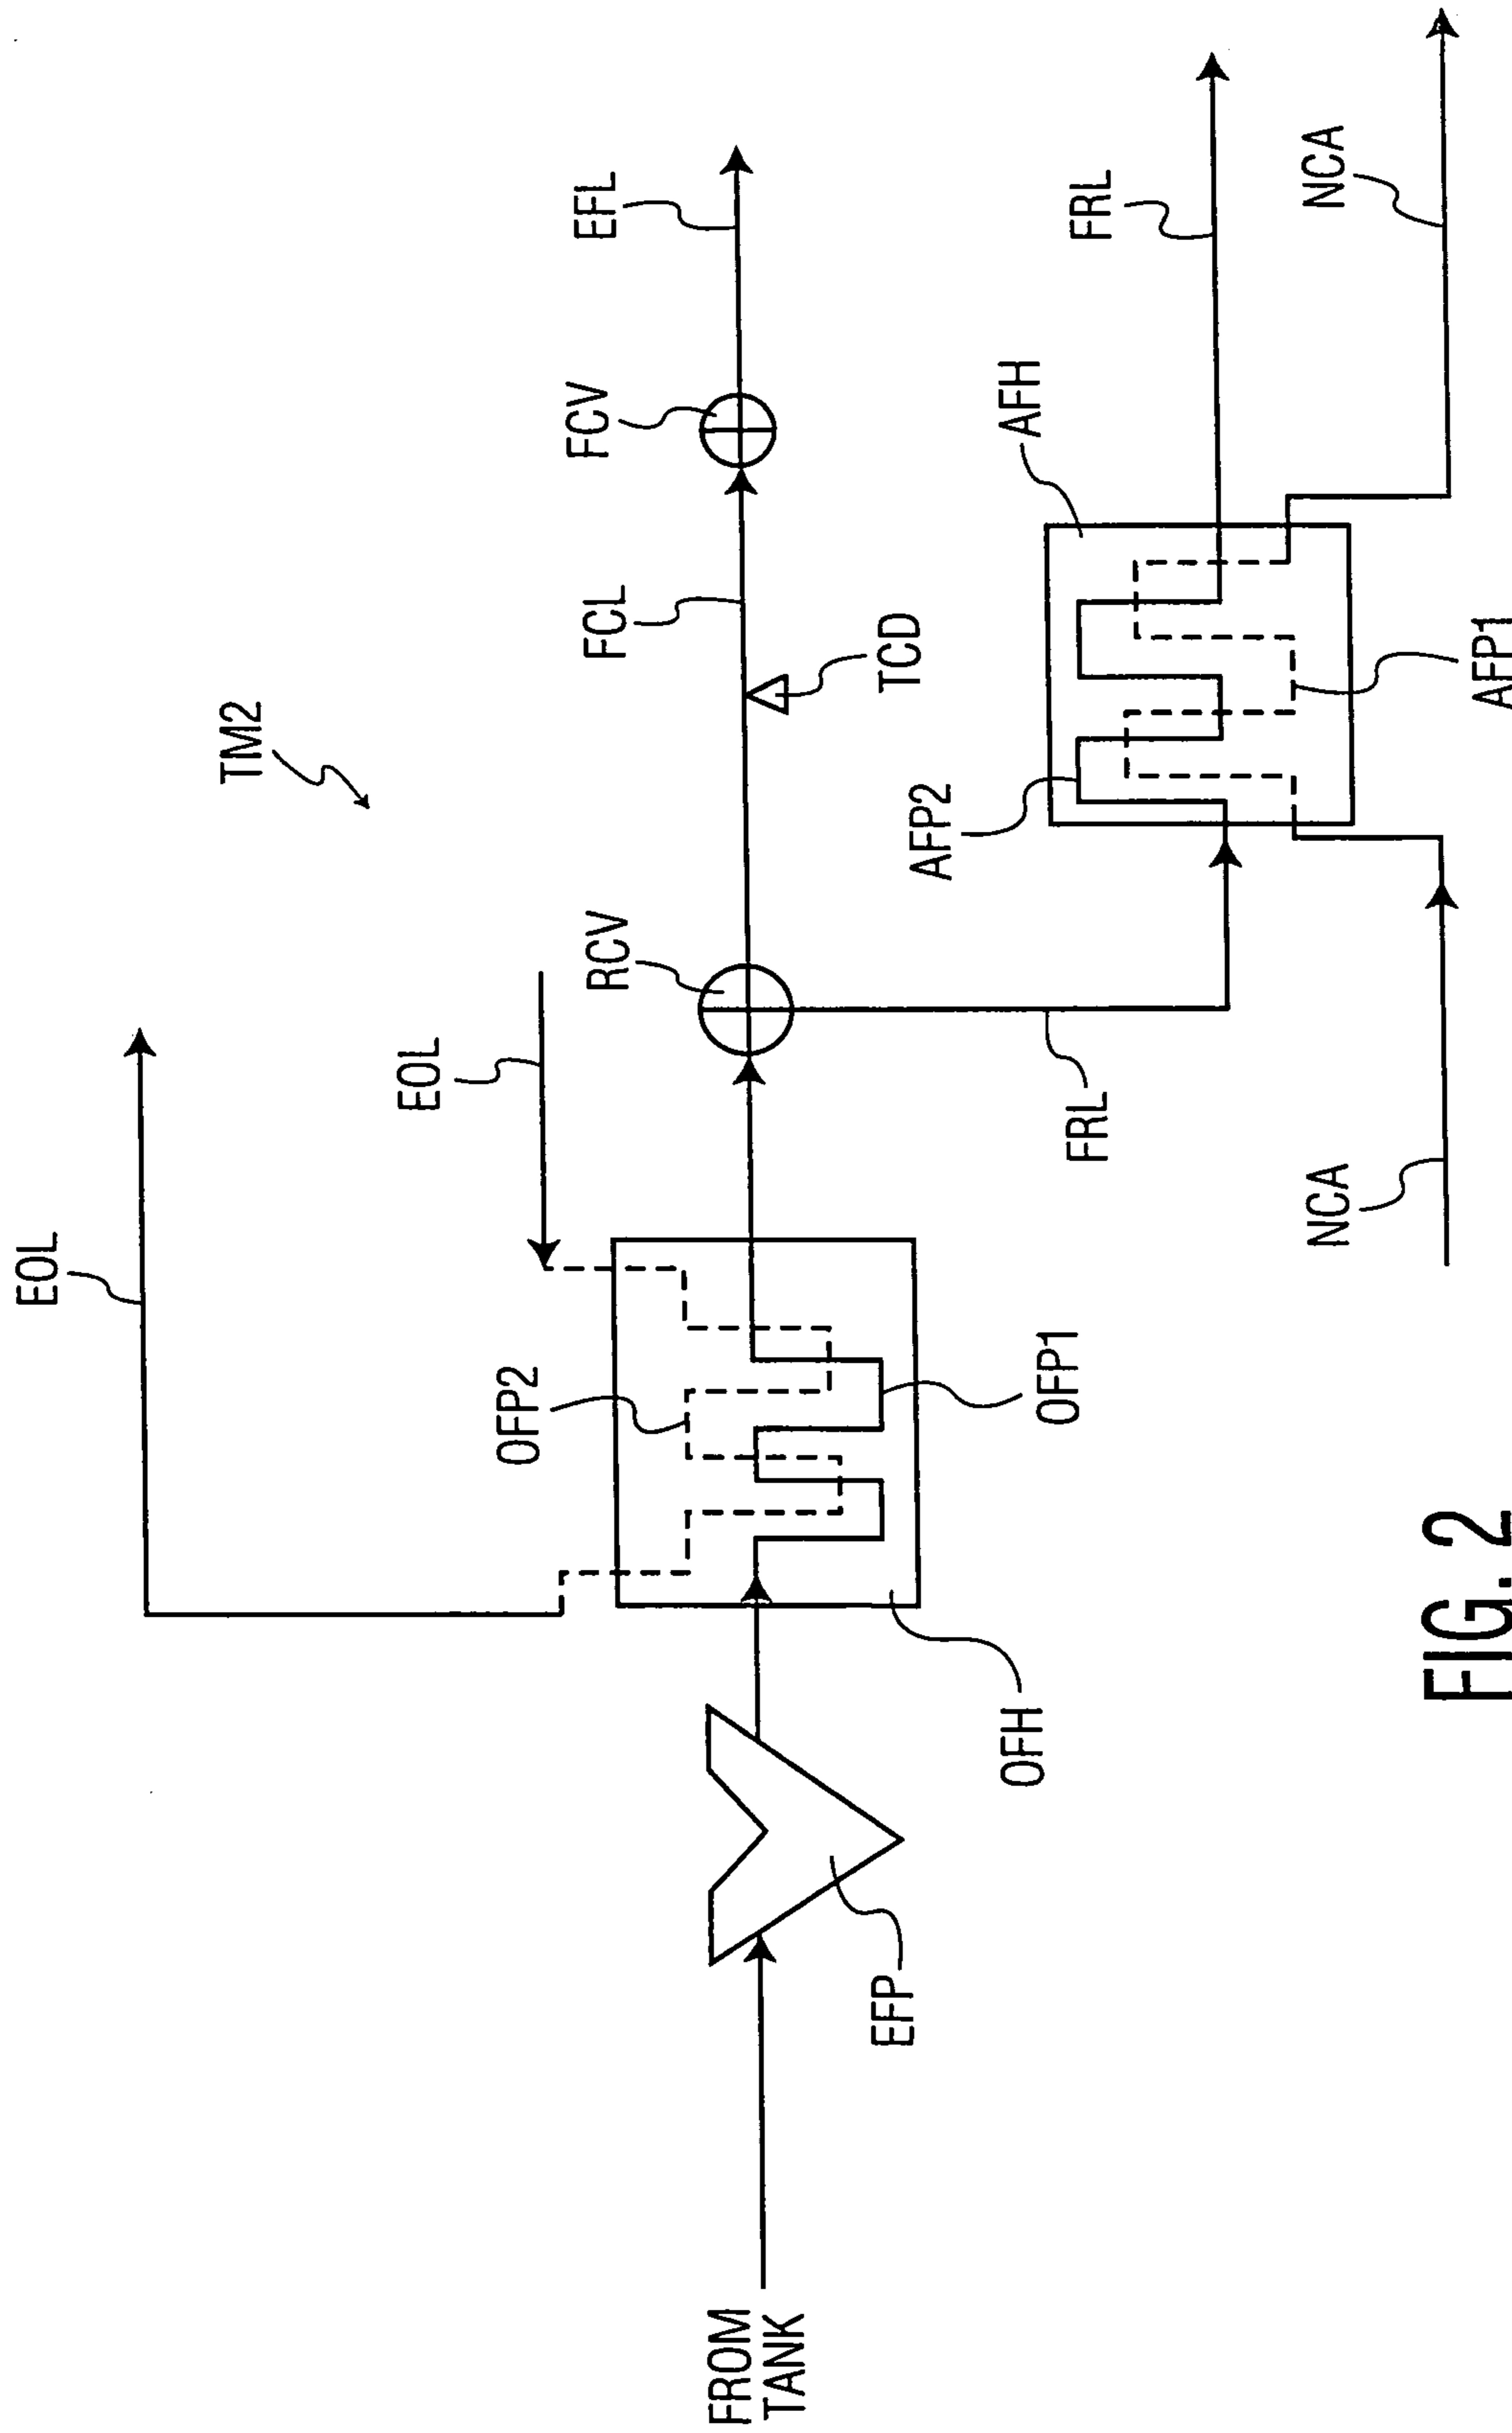 EOL
TM2
EOL
EFL
FCV
FCL
RCV
OFP2
TCD
FRL
AFH
AFP2
NCA
FRL
OFP1
OFH
EFP
FROM
TANK
NCA
AFP1
FIG. 2